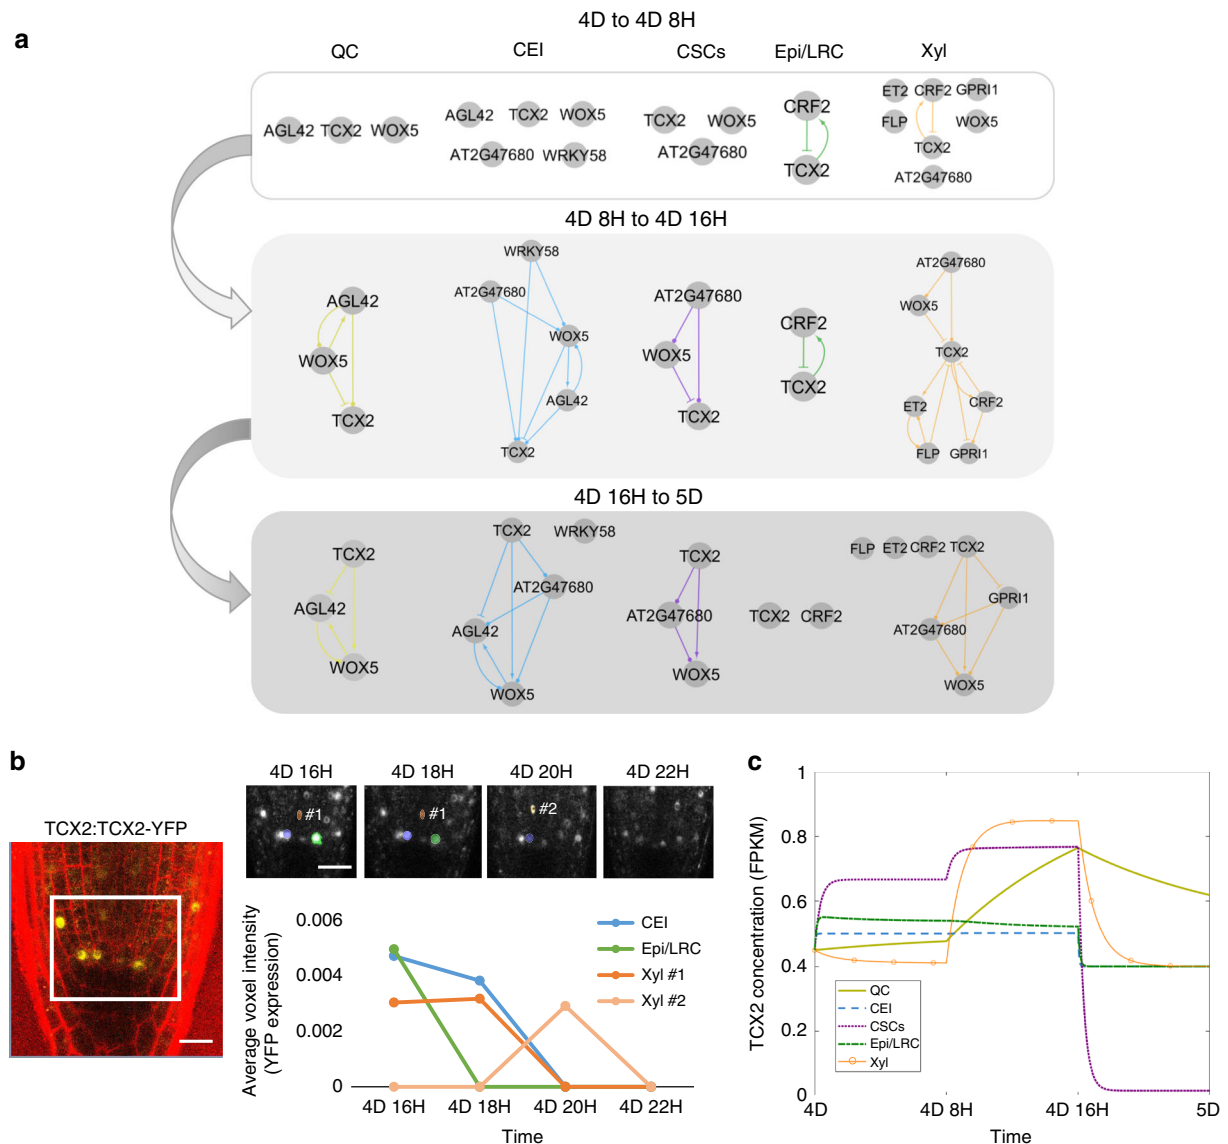 a
4D to 4D 8H
QC CEI CSCs Epi/LRC Xyl
AGL42 TCX2 WOX5
AGL42 TCX2 WOX5
AT2G47680 WRKY58
TCX2 WOX5
AT2G47680
CRF2
TCX2
ET2 CRF2 GPRI1
FLP WOX5
TCX2
AT2G47680
4D 8H to 4D 16H
AGL42
WOX5
TCX2
WRKY58
AT2G47680
WOX5
AGL42
TCX2
AT2G47680
WOX5
TCX2
CRF2
TCX2
AT2G47680
WOX5
TCX2
ET2 CRF2
FLP GPRI1
4D 16H to 5D
TCX2
AGL42
WOX5
TCX2 WRKY58
AT2G47680
AGL42
WOX5
TCX2
AT2G47680
WOX5
TCX2 CRF2
FLP ET2 CRF2 TCX2
GPRI1
AT2G47680
WOX5
b
TCX2:TCX2-YFP
4D 16H 4D 18H 4D 20H 4D 22H
#1 #1 #2
Average voxel intensity
(YFP expression)
0.006
0.004
0.002
0
CEI
Epi/LRC
Xyl #1
Xyl #2
4D 16H 4D 18H 4D 20H 4D 22H
Time
c
TCX2 concentration (FPKM)
1
0.8
0.6
0.4
0.2
0
QC
CEI
CSCs
Epi/LRC
Xyl
4D 4D 8H 4D 16H 5D
Time